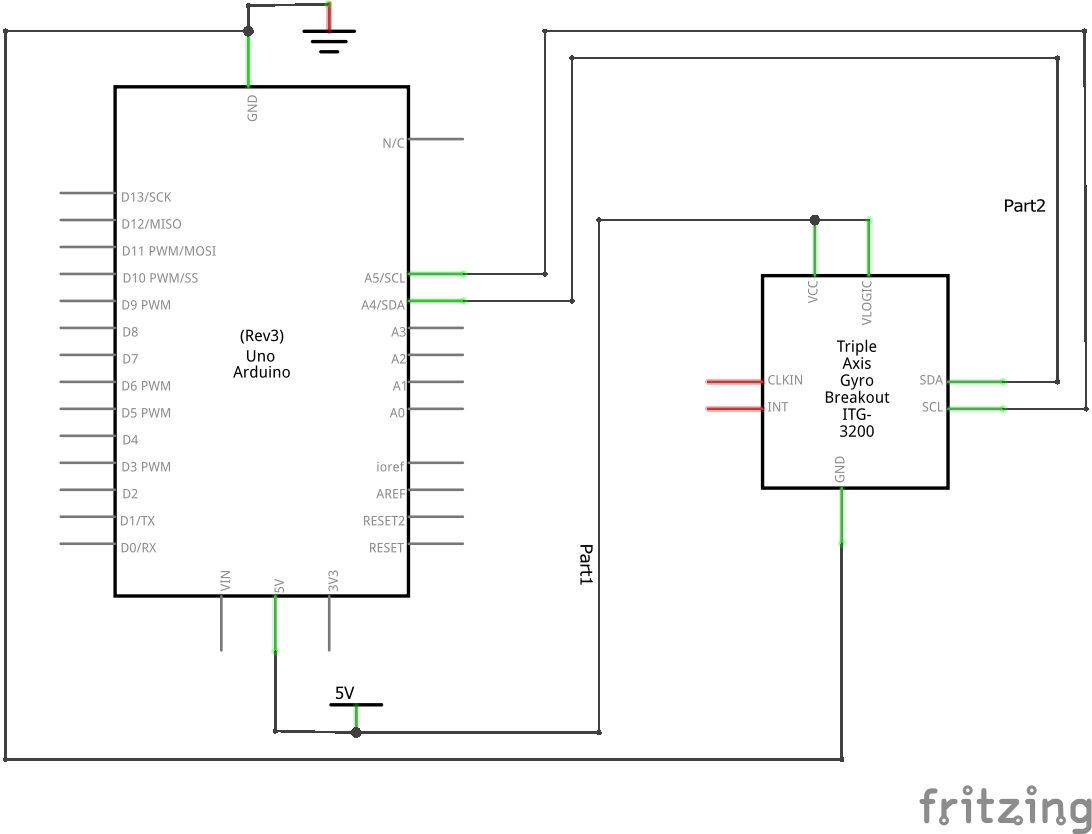 GND
N/C
D13/SCK
D12/MISO
D11 PWM/MOSI
D10 PWM/SS
D9 PWM
D8
D7
D6 PWM
D5 PWM
D4
D3 PWM
D2
D1/TX
D0/RX
(Rev3)
Uno
Arduino
A5/SCL
A4/SDA
A3
A2
A1
A0
ioref
AREF
RESET2
RESET
VIN
5V
3V3
5V
Part1
Part2
VCC
VLOGIC
CLKIN
INT
Triple
Axis
Gyro
Breakout
ITG-
3200
SDA
SCL
GND
fritzing